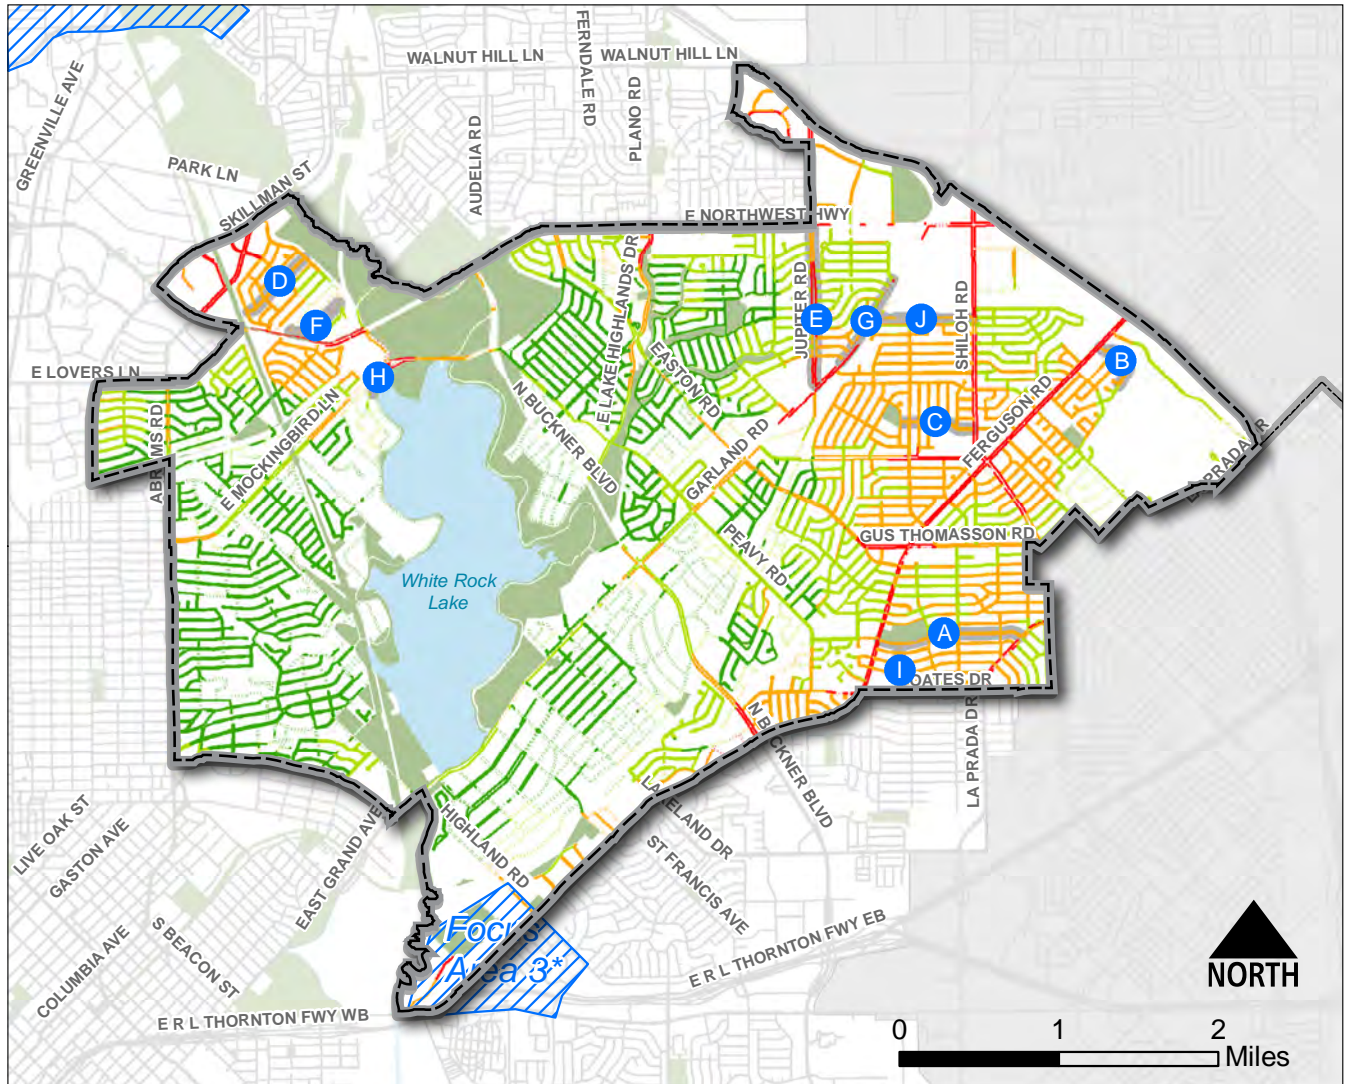 WALNUT HILL LN
WALNUT HILL LN
FERNDALE RD
PLANO RD
GREENVILLE AVE
AUDELIA RD
PARK LN
SKILLMAN ST
E NORTHWEST HWY
D
F
E LAKE HIGHLANDS DR
JUPITER RD
E
G
J
SHILOH RD
B
EASTON RD
E LOVERS LN
H
ABRAMS RD
E MOCKINGBIRD LN
N BUCKNER BLVD
C
FERGUSON RD
GARLAND RD
LA PRADA DR
PEAVY RD
GUS THOMASSON RD
White Rock
Lake
A
I
OATES DR
LA PRADA DR
N BUCKNER BLVD
LIVE OAK ST
GASTON AVE
EAST GRAND AVE
HIGHLAND RD
LAKELAND DR
ST FRANCIS AVE
S BEACON ST
COLUMBIA AVE
Focus
Area 3*
E R L THORNTON FWY EB
E R L THORNTON FWY WB
NORTH
0 1 2
Miles